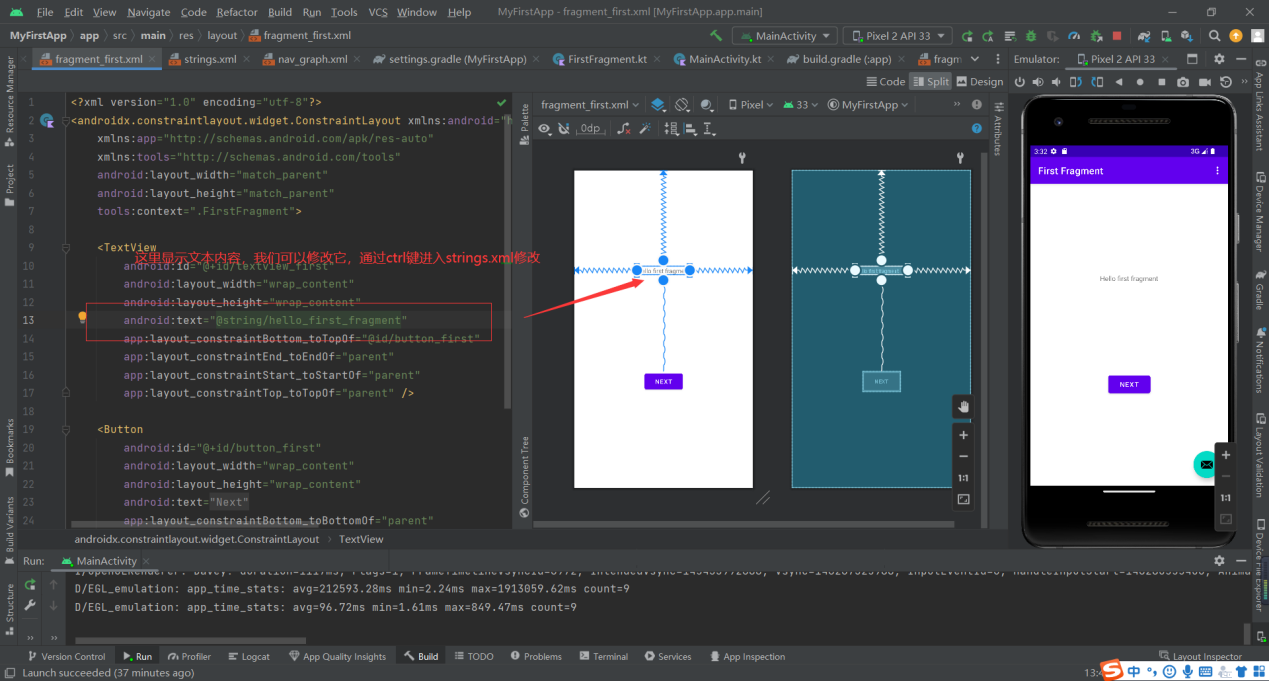 File Edit View Navigate Code Refactor Build Run Tools VCS Window Help MyFirstApp - fragment_first.xml [MyFirstApp.app.main]
MyFirstApp app src main res layout fragment_first.xml MainActivity Pixel 2 API 33
fragment_first.xml strings.xml nav_graph.xml settings.gradle (MyFirstApp) FirstFragment.kt MainActivity.kt build.gradle (:app) fragm Emulator: Pixel 2 API 33
Code Split Design
fragment_first.xml Pixel 33 MyFirstApp
0dp
1 <?xml version="1.0" encoding="utf-8"?>
2 <androidx.constraintlayout.widget.ConstraintLayout xmlns:android="h
3 xmlns:app="http://schemas.android.com/apk/res-auto"
4 xmlns:tools="http://schemas.android.com/tools"
5 android:layout_width="match_parent"
6 android:layout_height="match_parent"
7 tools:context=".FirstFragment">
8
9 <TextView
这里显示文本内容，我们可以修改它，通过ctrl键进入strings.xml修改
10 android:id="@+id/textview_first"
11 android:layout_width="wrap_content"
12 android:layout_height="wrap_content"
13 android:text="@string/hello_first_fragment"
14 app:layout_constraintBottom_toTopOf="@id/button_first"
15 app:layout_constraintEnd_toEndOf="parent"
16 app:layout_constraintStart_toStartOf="parent"
17 app:layout_constraintTop_toTopOf="parent" />
18
19 <Button
20 android:id="@+id/button_first"
21 android:layout_width="wrap_content"
22 android:layout_height="wrap_content"
23 android:text="Next"
24 app:layout_constraintBottom_toBottomOf="parent"
androidx.constraintlayout.widget.ConstraintLayout TextView
Resource Manager
Project
Bookmarks
Build Variants
Structure
Palette
Component Tree
Attributes
NEXT
NEXT
1:1
3:32 3G
First Fragment
Hello first fragment
NEXT
1:1
App Links Assistant
Device Manager
Gradle
Notifications
Layout Validation
Device File Explorer
Run: MainActivity
D/EGL_emulation: app_time_stats: avg=212593.28ms min=2.24ms max=1913059.62ms count=9
D/EGL_emulation: app_time_stats: avg=96.72ms min=1.61ms max=849.47ms count=9
Version Control Run Profiler Logcat App Quality Insights Build TODO Problems Terminal Services App Inspection Layout Inspector
Launch succeeded (37 minutes ago)
中